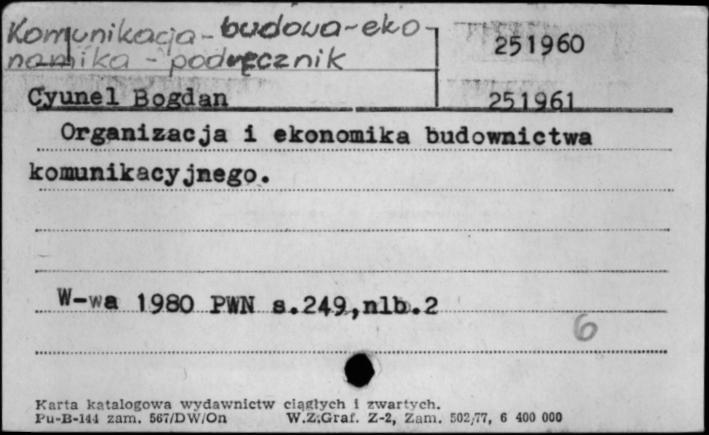 Komunikacja - budowa - eko
nomika - podręcznik
251960
Cyunel Bogdan
251961
Organizacja i ekonomika budownictwa
komunikacyjnego.
W-wa 1980 PWN s.249,nlb.2
6
Karta katalogowa wydawnictw ciągłych i zwartych.
Pu-B-144 zam. 567/DW/On W.Z.Graf. Z-2, Zam. 502/77, 6 400 000